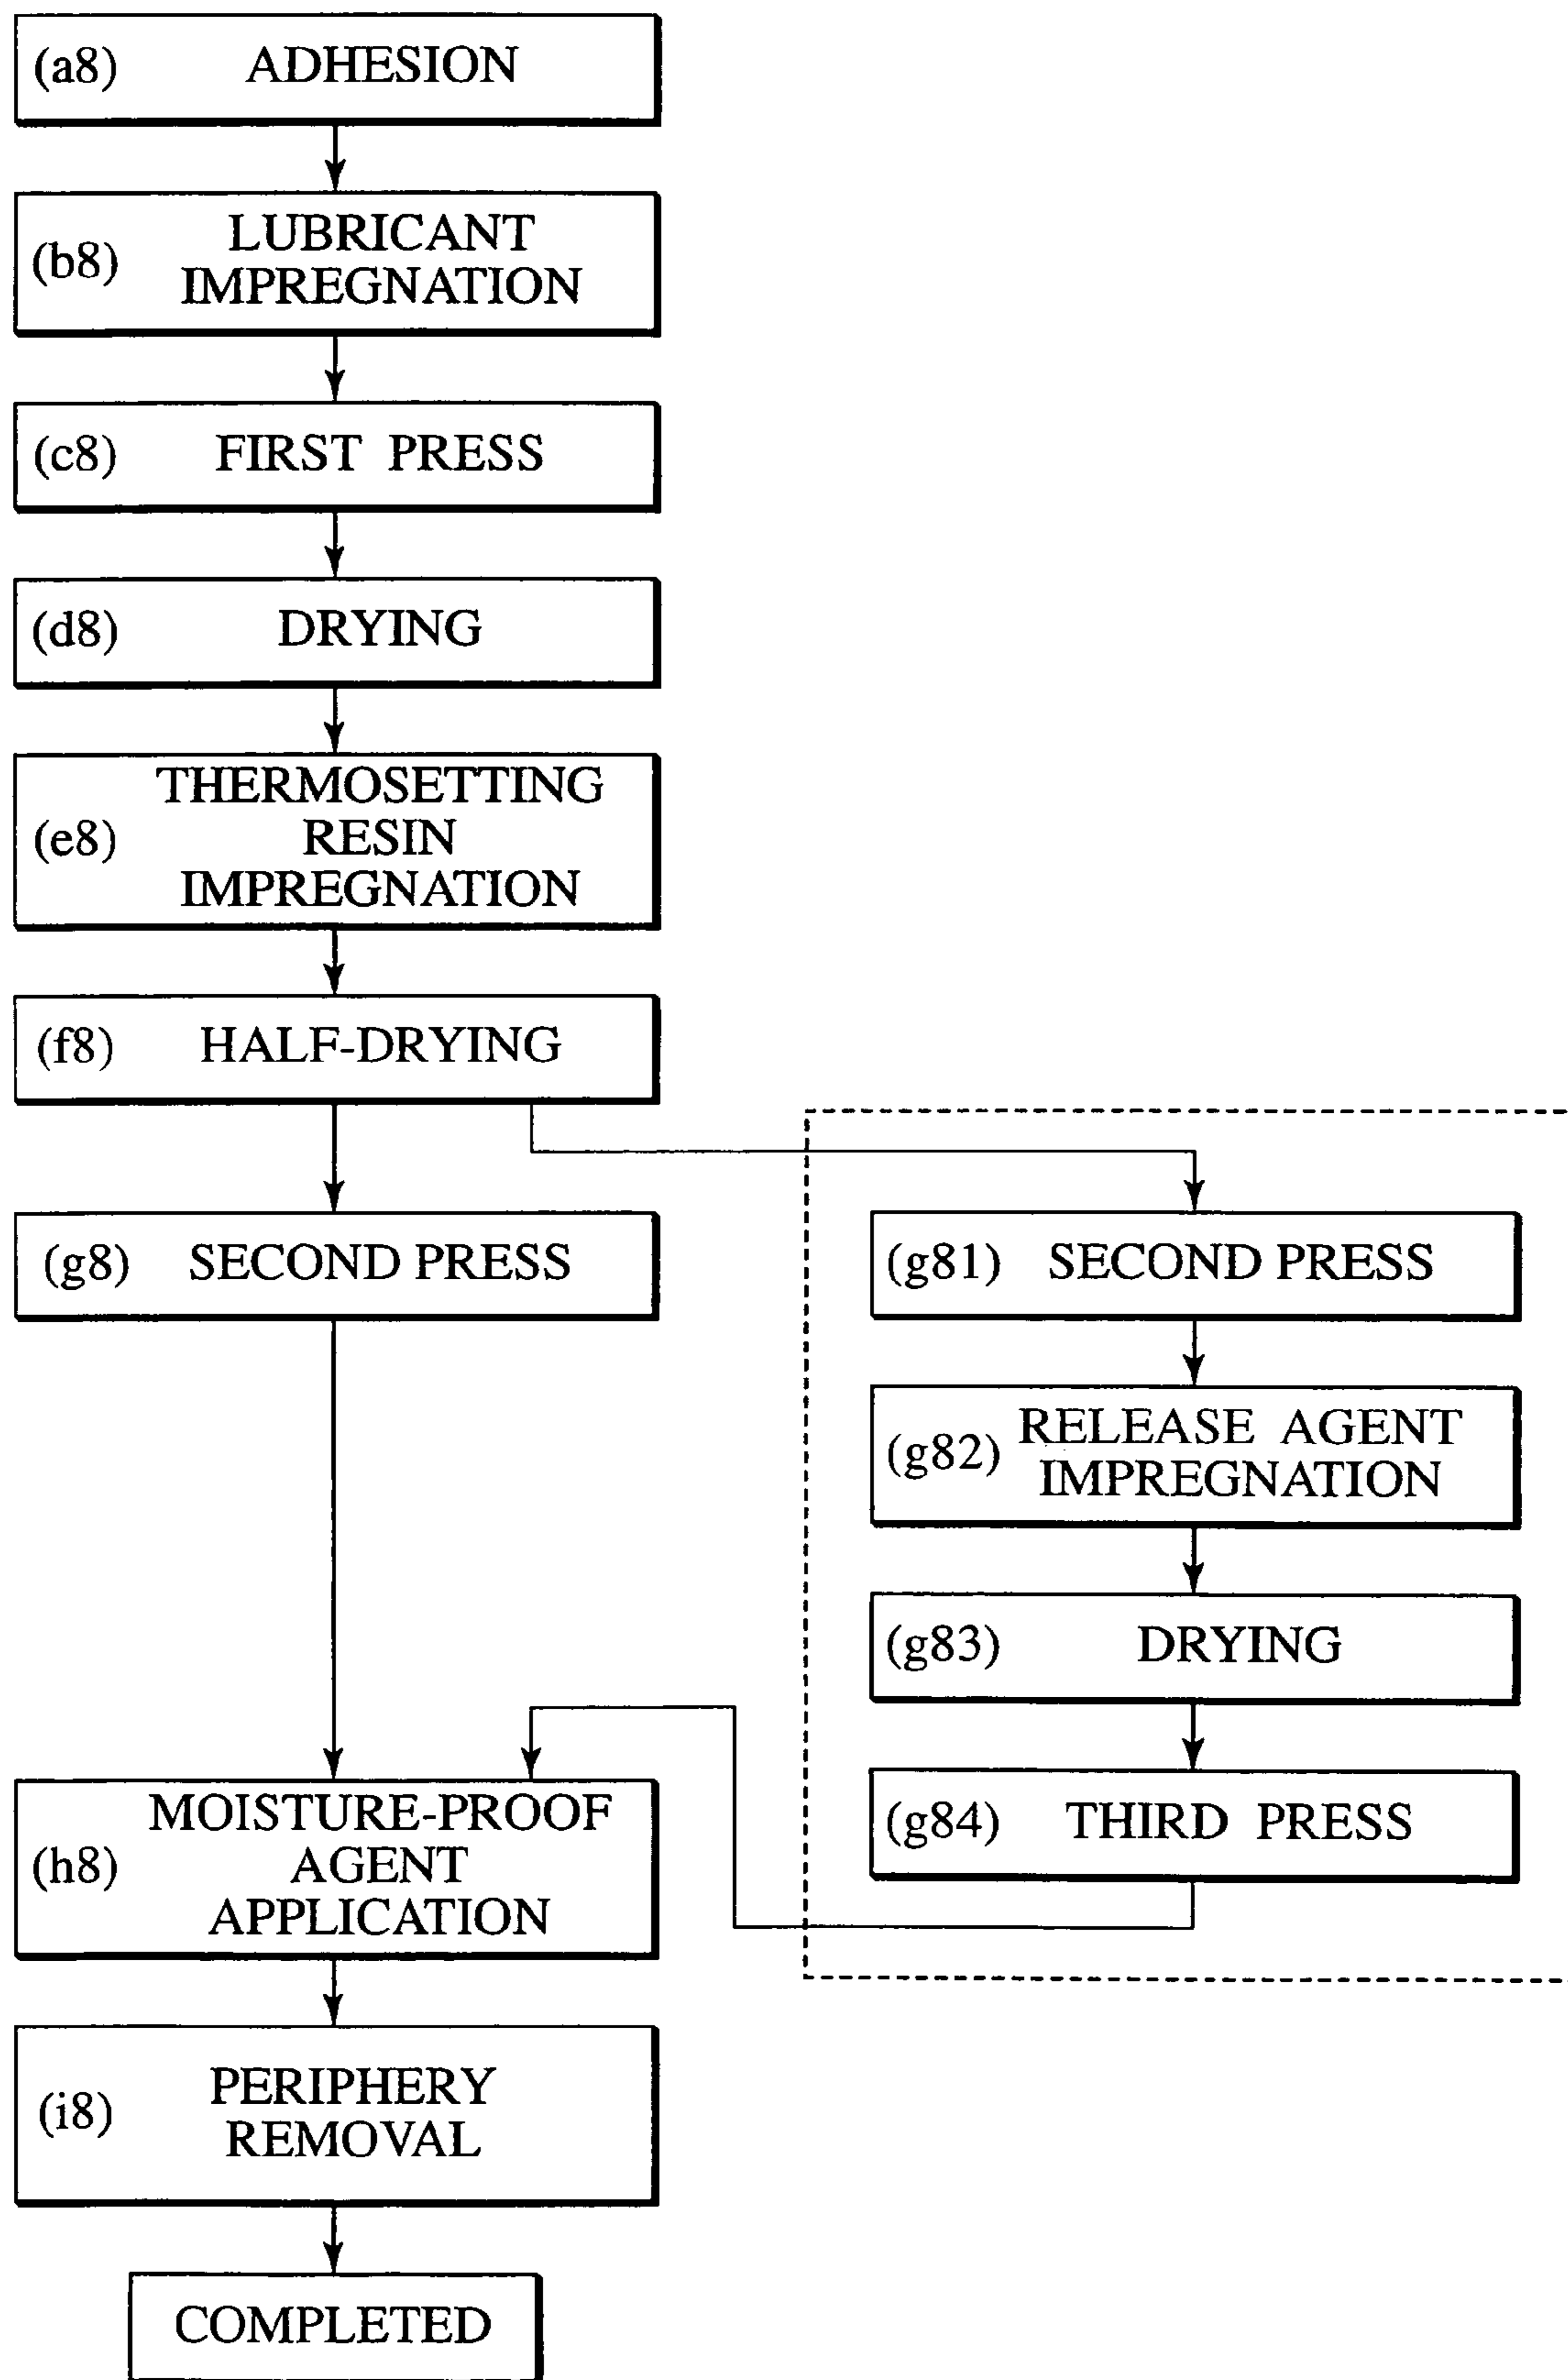 (a8) ADHESION
(b8) LUBRICANT
IMPREGNATION
(c8) FIRST PRESS
(d8) DRYING
(e8) THERMOSETTING
RESIN
IMPREGNATION
(f8) HALF-DRYING
(g8) SECOND PRESS
(g81) SECOND PRESS
(g82) RELEASE AGENT
IMPREGNATION
(g83) DRYING
(g84) THIRD PRESS
(h8) MOISTURE-PROOF
AGENT
APPLICATION
(i8) PERIPHERY
REMOVAL
COMPLETED